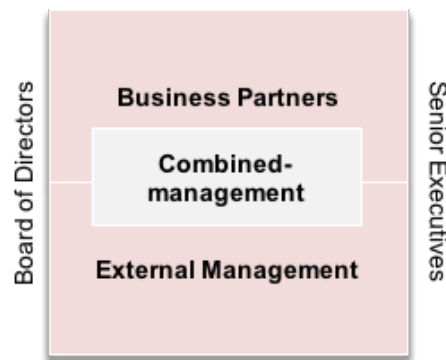 Board of Directors
Business Partners
Combined-
management
External Management
Senior Executives